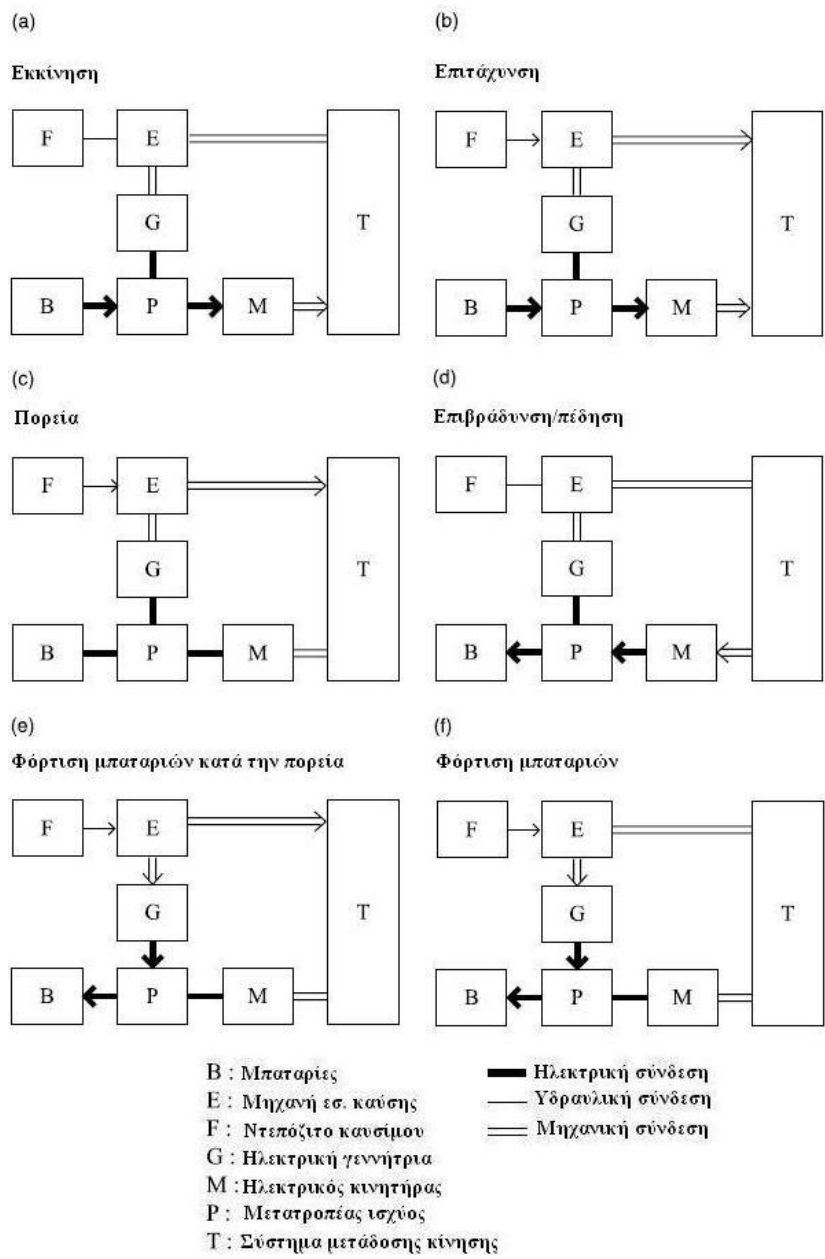 (a)
Εκκίνηση
F
E
G
B
P
M
T
(b)
Επιτάχυνση
F
E
G
B
P
M
T
(c)
Πορεία
F
E
G
B
P
M
T
(d)
Επιβράδυνση/πέδηση
F
E
G
B
P
M
T
(e)
Φόρτιση μπαταριών κατά την πορεία
F
E
G
B
P
M
T
(f)
Φόρτιση μπαταριών
F
E
G
B
P
M
T
B : Μπαταρίες
E : Μηχανή εσ. καύσης
F : Ντεπόζιτο καυσίμου
G : Ηλεκτρική γεννήτρια
M : Ηλεκτρικός κινητήρας
P : Μετατροπέας ισχύος
T : Σύστημα μετάδοσης κίνησης
Ηλεκτρική σύνδεση
Υδραυλική σύνδεση
Μηχανική σύνδεση